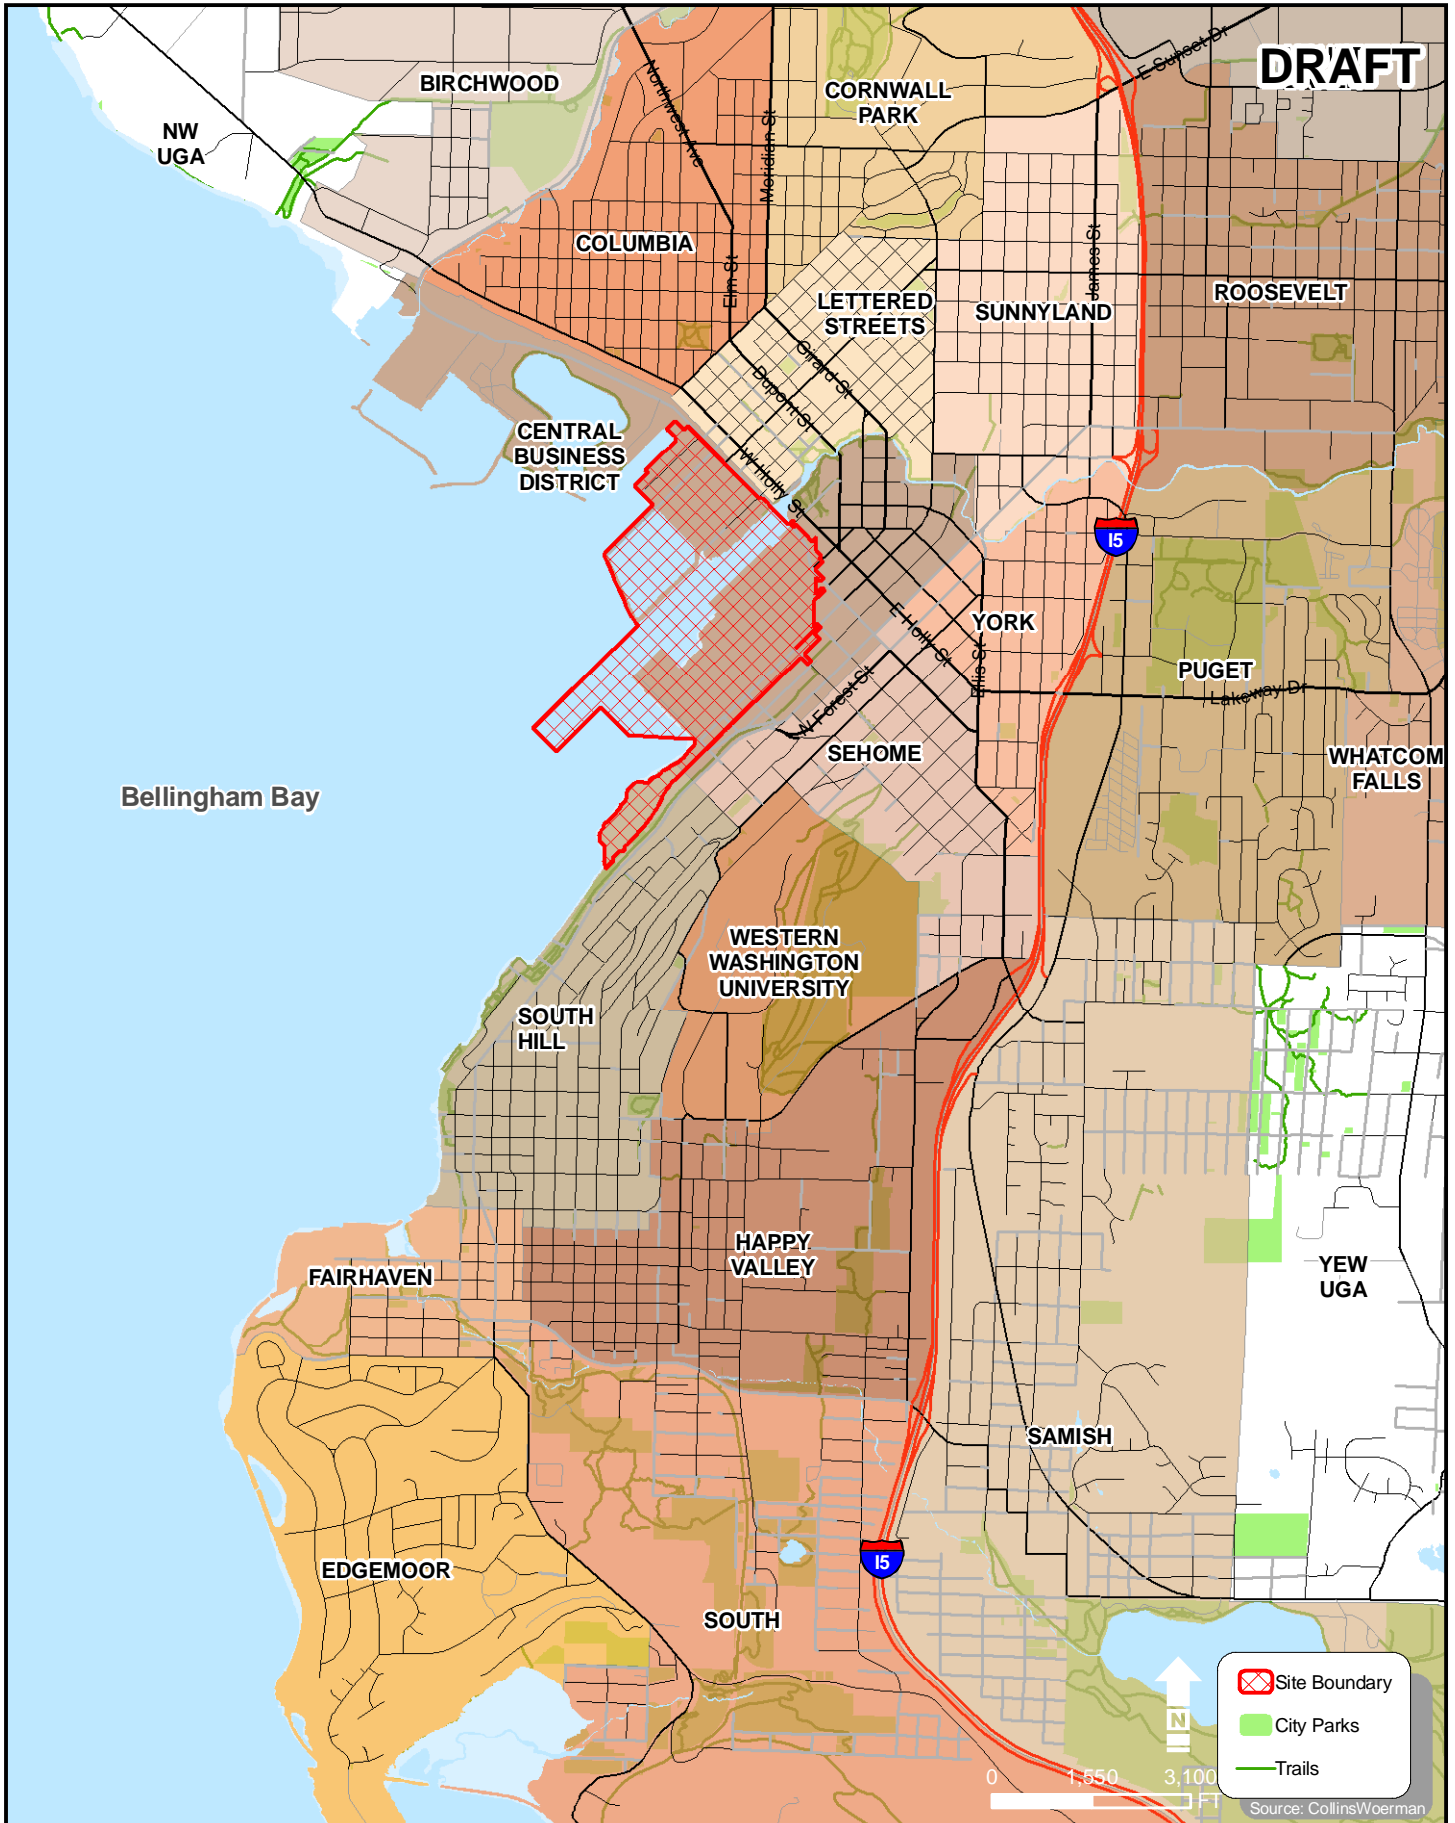 DRAFT
E Sunset Dr
BIRCHWOOD
CORNWALL
PARK
NW
UGA
Northwest Ave
Meridian St
COLUMBIA
Elm St
James St
LETTERED
STREETS
SUNNYLAND
ROOSEVELT
Girard St
Dupont St
CENTRAL
BUSINESS
DISTRICT
W Holly St
I5
E Holly St
YORK
Ellis St
PUGET
Lakeway Dr
N Forest St
SEHOME
WHATCOM
FALLS
Bellingham Bay
WESTERN
WASHINGTON
UNIVERSITY
SOUTH
HILL
HAPPY
VALLEY
FAIRHAVEN
YEW
UGA
SAMISH
I5
EDGEMOOR
SOUTH
Site Boundary
City Parks
Trails
N
0 1,550 3,100
FT
Source: CollinsWoerman